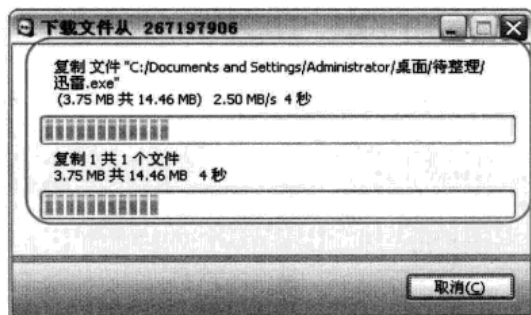 下载文件从 267197906
复制 文件 "C:/Documents and Settings/Administrator/桌面/待整理/
迅雷.exe"
(3.75 MB 共 14.46 MB) 2.50 MB/s 4 秒
复制 1 共 1 个文件
3.75 MB 共 14.46 MB 4 秒
取消(C)